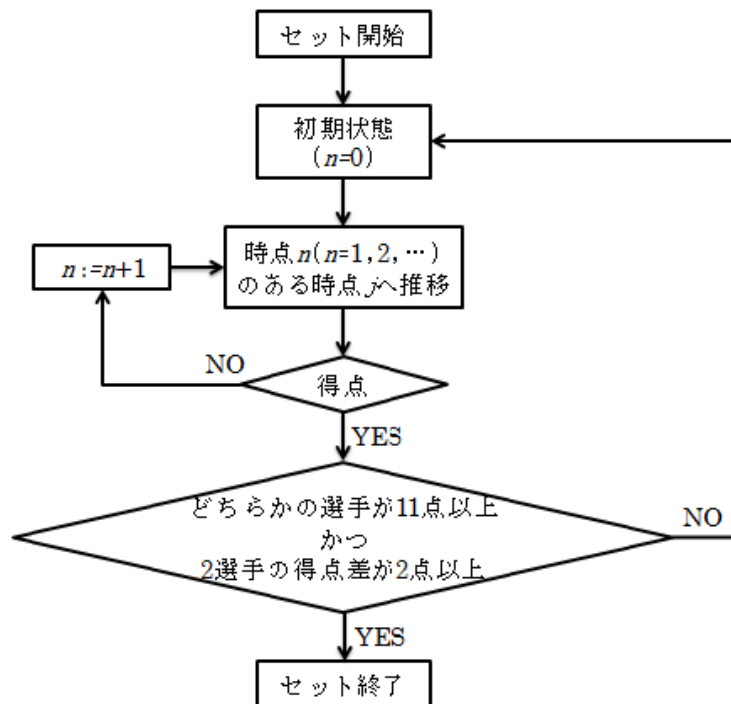 セット開始
初期状態
(n=0)
時点n(n=1,2,…)
のある時点jへ推移
n:=n+1
NO
得点
YES
どちらかの選手が11点以上
かつ
2選手の得点差が2点以上
NO
YES
セット終了